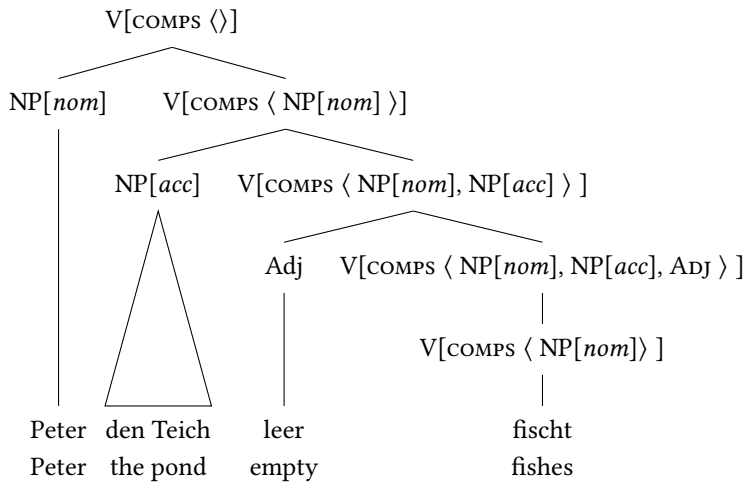 V[COMPS ⟨⟩]
NP[nom] V[COMPS ⟨ NP[nom] ⟩]
NP[acc] V[COMPS ⟨ NP[nom], NP[acc] ⟩ ]
Adj V[COMPS ⟨ NP[nom], NP[acc], ADJ ⟩ ]
V[COMPS ⟨ NP[nom]⟩ ]
Peter den Teich leer fischt
Peter the pond empty fishes